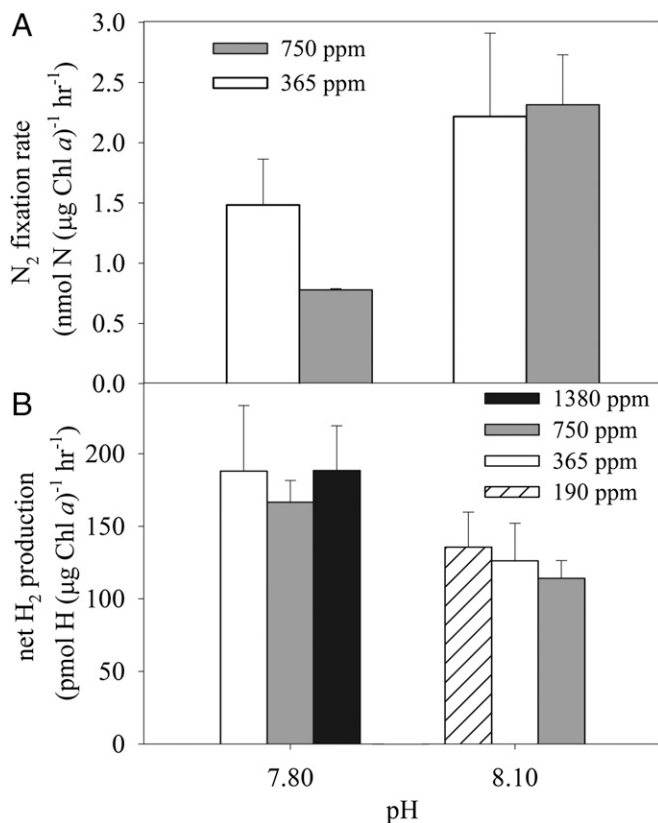 A
750 ppm
365 ppm
3.0
2.5
2.0
1.5
1.0
0.5
0.0
N₂ fixation rate
(nmol N (µg Chl a)⁻¹ hr⁻¹)
B
1380 ppm
750 ppm
365 ppm
190 ppm
200
150
100
50
0
net H₂ production
(pmol H (µg Chl a)⁻¹ hr⁻¹)
7.80 8.10
pH